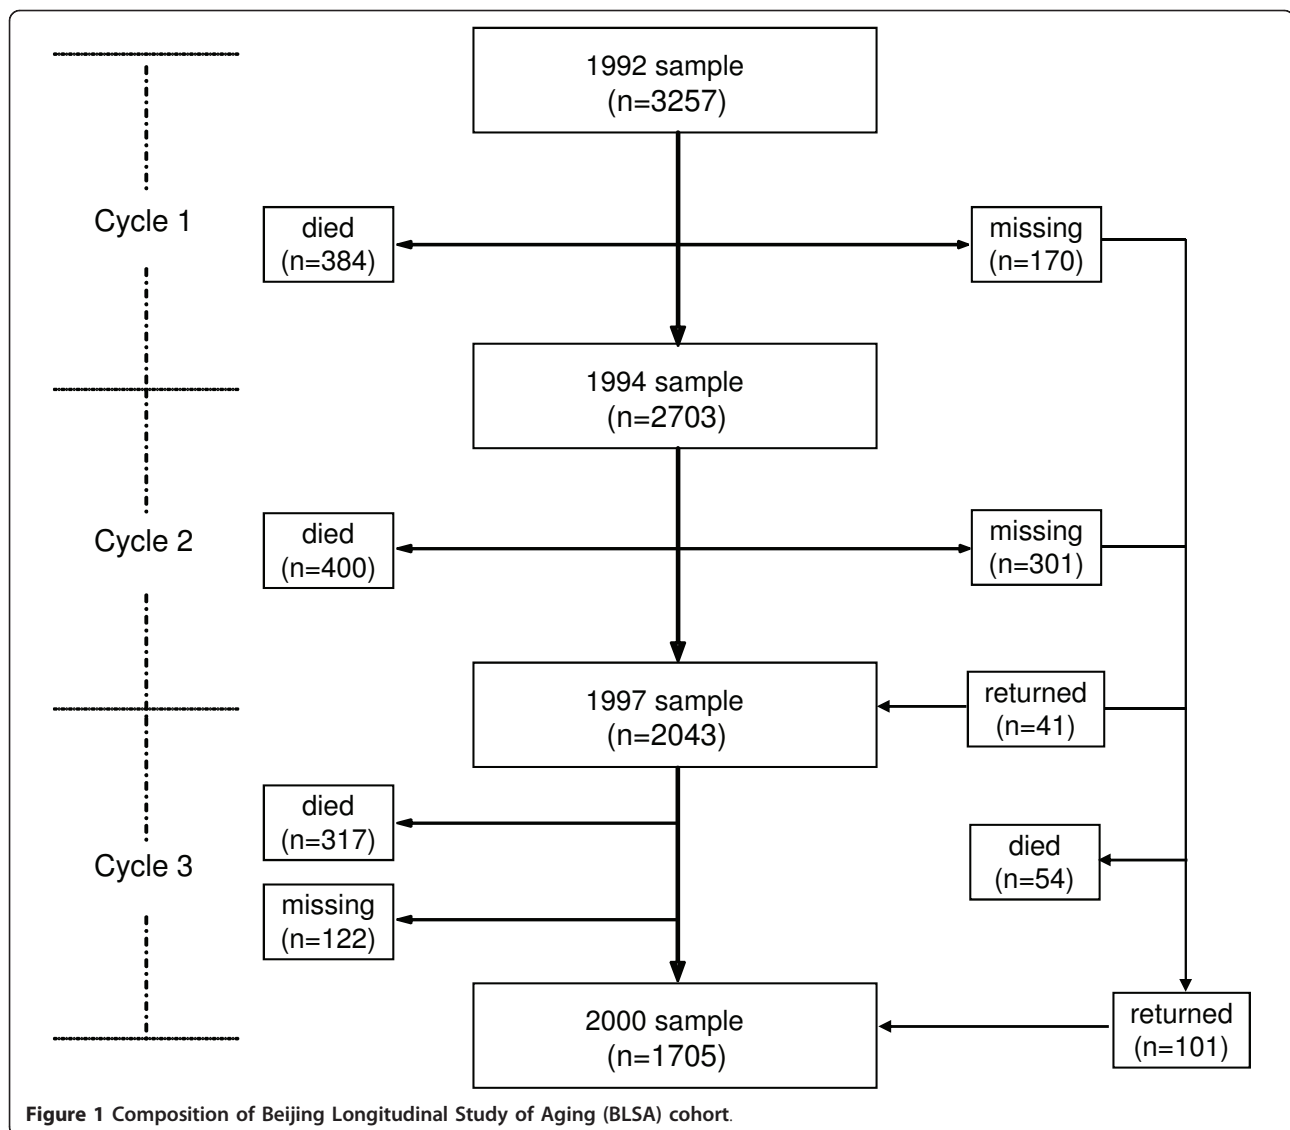 1992 sample
(n=3257)
Cycle 1
died
(n=384)
missing
(n=170)
1994 sample
(n=2703)
Cycle 2
died
(n=400)
missing
(n=301)
1997 sample
(n=2043)
returned
(n=41)
Cycle 3
died
(n=317)
missing
(n=122)
died
(n=54)
2000 sample
(n=1705)
returned
(n=101)
Figure 1 Composition of Beijing Longitudinal Study of Aging (BLSA) cohort.